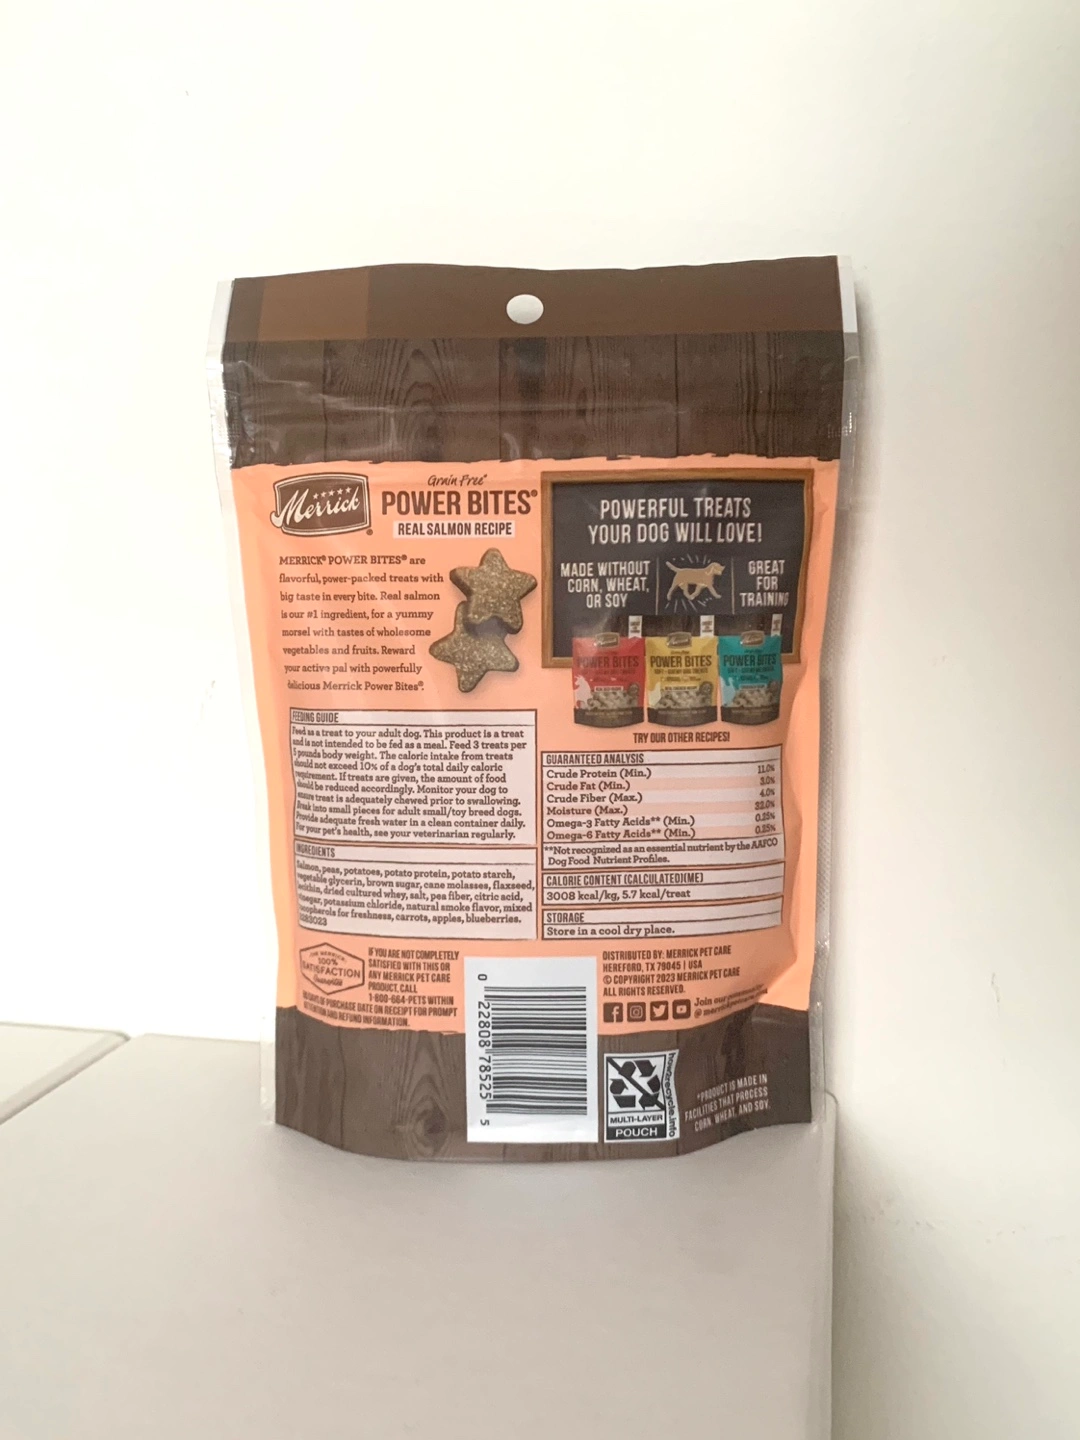 Merrick
Grain Free*
POWER BITES®
REAL SALMON RECIPE
MERRICK® POWER BITES® are
flavorful, power-packed treats with
big taste in every bite. Real salmon
is our #1 ingredient, for a yummy
morsel with tastes of wholesome
vegetables and fruits. Reward
your active pal with powerfully
delicious Merrick Power Bites®.
POWERFUL TREATS
YOUR DOG WILL LOVE!
MADE WITHOUT
CORN, WHEAT,
OR SOY
GREAT
FOR
TRAINING
POWER BITES
POWER BITES
POWER BITES
TRY OUR OTHER RECIPES!
FEEDING GUIDE
Feed as a treat to your adult dog. This product is a treat
and is not intended to be fed as a meal. Feed 3 treats per
5 pounds body weight. The caloric intake from treats
should not exceed 10% of a dog's total daily caloric
requirement. If treats are given, the amount of food
should be reduced accordingly. Monitor your dog to
ensure treat is adequately chewed prior to swallowing.
Break into small pieces for adult small/toy breed dogs.
Provide adequate fresh water in a clean container daily.
For your pet's health, see your veterinarian regularly.
INGREDIENTS
Salmon, peas, potatoes, potato protein, potato starch,
vegetable glycerin, brown sugar, cane molasses, flaxseed,
lecithin, dried cultured whey, salt, pea fiber, citric acid,
vinegar, potassium chloride, natural smoke flavor, mixed
tocopherols for freshness, carrots, apples, blueberries.
GUARANTEED ANALYSIS
Crude Protein (Min.) 11.0%
Crude Fat (Min.) 3.0%
Crude Fiber (Max.) 4.0%
Moisture (Max.) 32.0%
Omega-3 Fatty Acids** (Min.) 0.25%
Omega-6 Fatty Acids** (Min.) 0.25%
**Not recognized as an essential nutrient by the AAFCO
Dog Food Nutrient Profiles.
CALORIE CONTENT (CALCULATED)(ME)
3008 kcal/kg, 5.7 kcal/treat
STORAGE
Store in a cool dry place.
THE MERRICK
100%
SATISFACTION
Guarantee
IF YOU ARE NOT COMPLETELY
SATISFIED WITH THIS OR
ANY MERRICK PET CARE
PRODUCT, CALL
1-800-664-PETS WITHIN
DAYS OF PURCHASE DATE ON RECEIPT FOR PROMPT
ATTENTION AND REFUND INFORMATION.
0 22808 78525 5
DISTRIBUTED BY: MERRICK PET CARE
HEREFORD, TX 79045 | USA
© COPYRIGHT 2023 MERRICK PET CARE
ALL RIGHTS RESERVED.
Join our
how2recycle.info
MULTI-LAYER
POUCH
*PRODUCT IS MADE IN
FACILITIES THAT PROCESS
CORN, WHEAT, AND SOY.